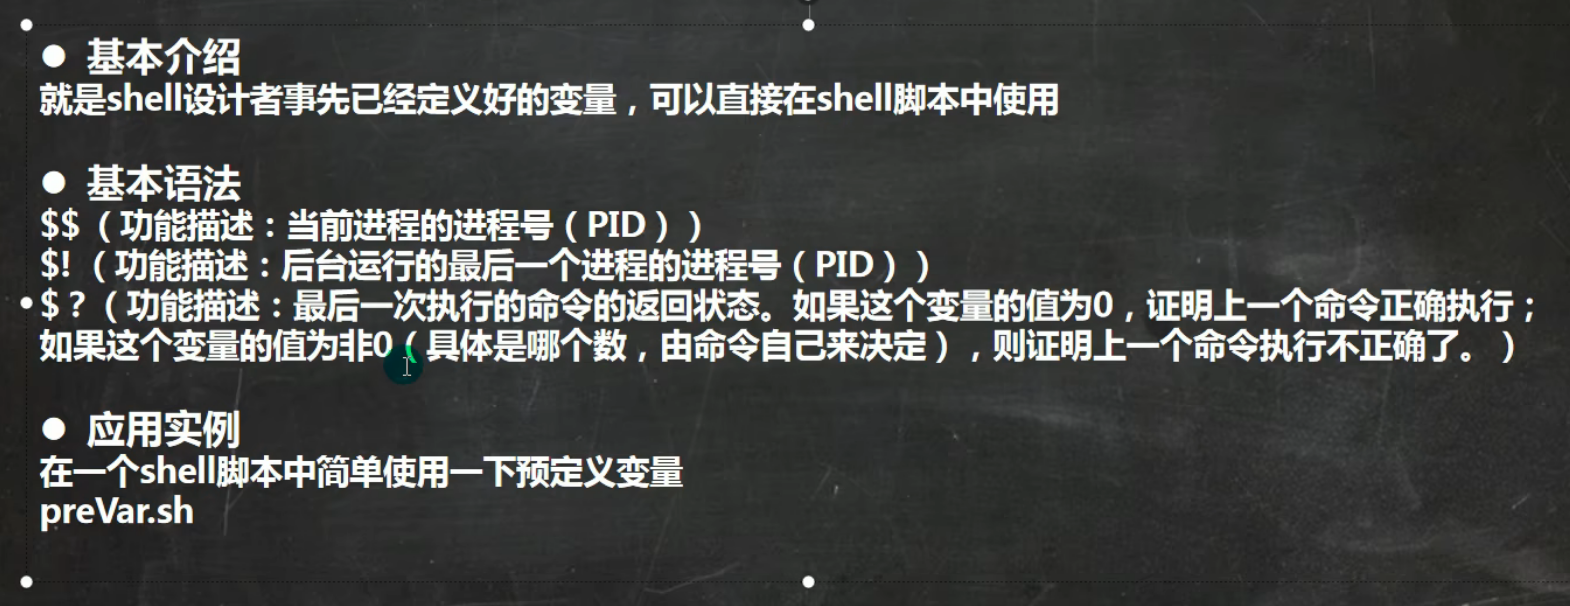 ● 基本介绍
就是shell设计者事先已经定义好的变量，可以直接在shell脚本中使用
● 基本语法
$$（功能描述：当前进程的进程号（PID））
$!（功能描述：后台运行的最后一个进程的进程号（PID））
$？（功能描述：最后一次执行的命令的返回状态。如果这个变量的值为0，证明上一个命令正确执行；
如果这个变量的值为非0（具体是哪个数，由命令自己来决定），则证明上一个命令执行不正确了。）
● 应用实例
在一个shell脚本中简单使用一下预定义变量
preVar.sh